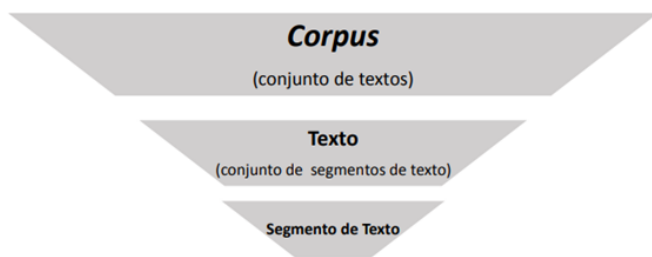 Corpus
(conjunto de textos)
Texto
(conjunto de segmentos de texto)
Segmento de Texto